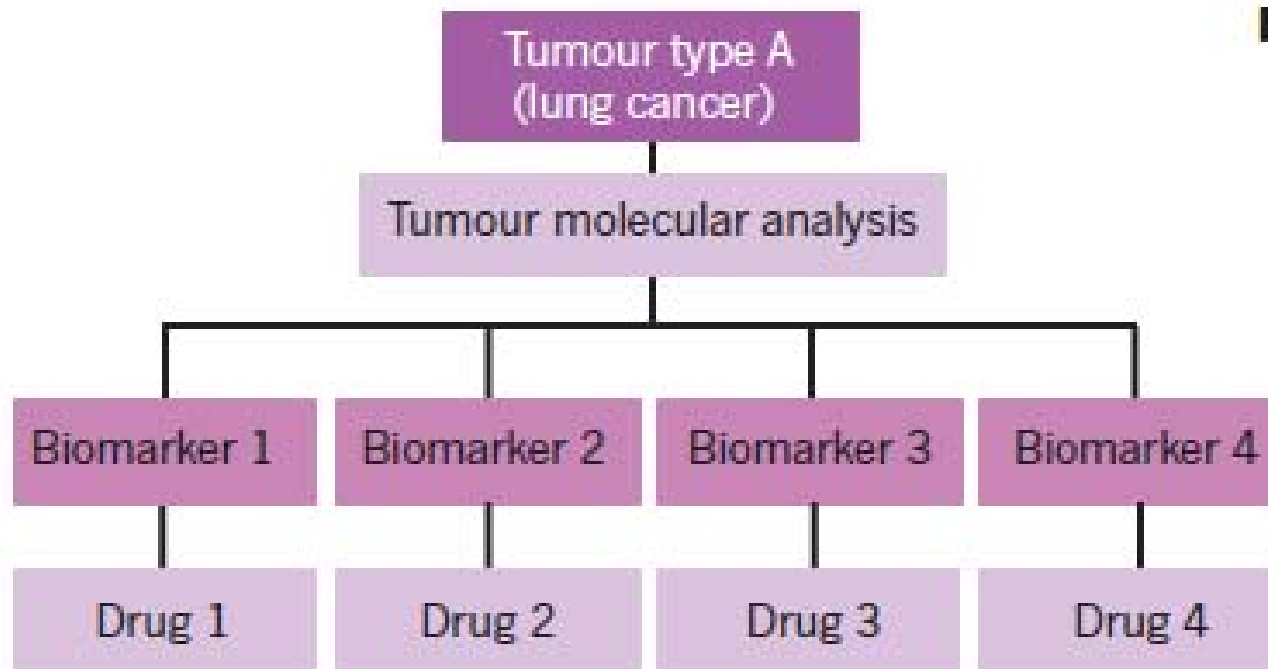 Tumour type A
(lung cancer)
Tumour molecular analysis
Biomarker 1
Biomarker 2
Biomarker 3
Biomarker 4
Drug 1
Drug 2
Drug 3
Drug 4